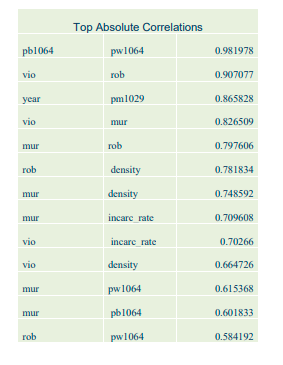 Top Absolute Correlations
pb1064 pw1064 0.981978
vio rob 0.907077
year pm1029 0.865828
vio mur 0.826509
mur rob 0.797606
rob density 0.781834
mur density 0.748592
mur incarc_rate 0.709608
vio incarc_rate 0.70266
vio density 0.664726
mur pw1064 0.615368
mur pb1064 0.601833
rob pw1064 0.584192